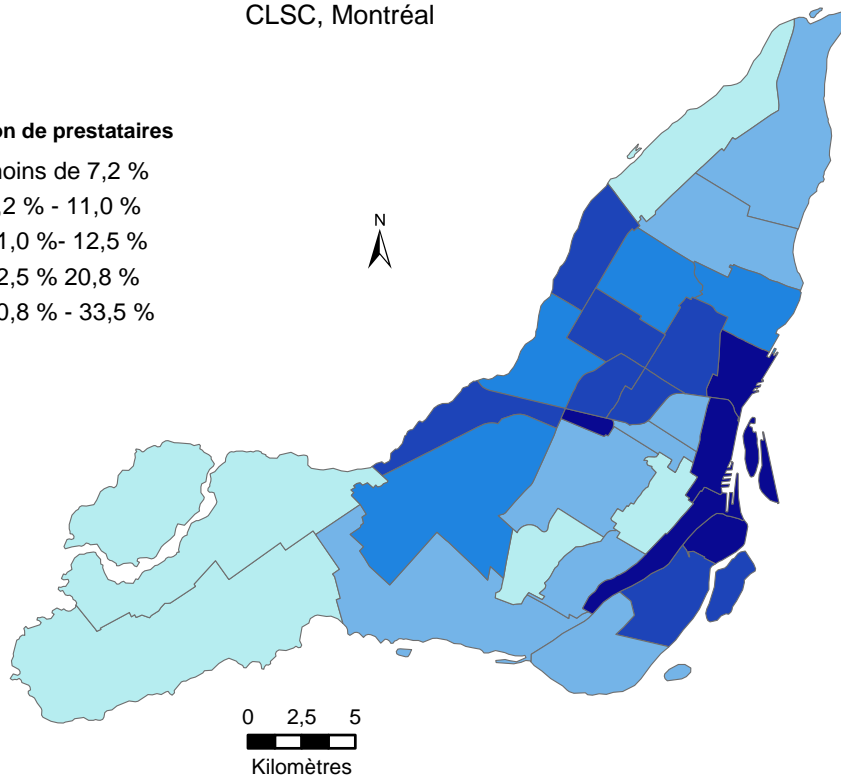 CLSC, Montréal
on de prestataires
moins de 7,2 %
,2 % - 11,0 %
1,0 %- 12,5 %
2,5 % 20,8 %
0,8 % - 33,5 %
N
0 2,5 5
Kilomètres